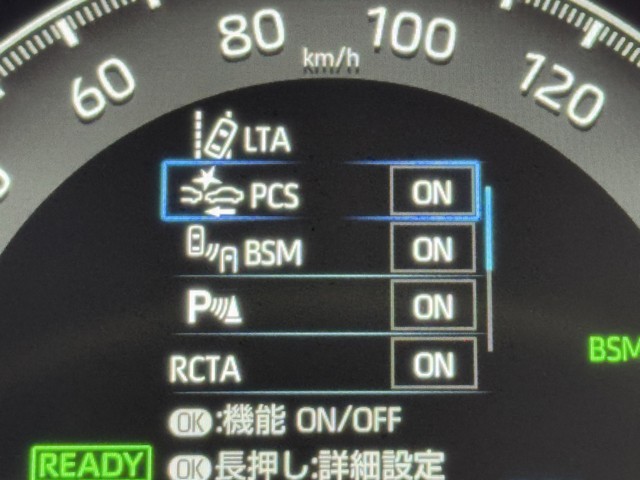 80
100
km/h
60
120
LTA
PCS ON
BSM ON
P ON
BSM
RCTA ON
OK:機能 ON/OFF
READY
OK長押し:詳細設定